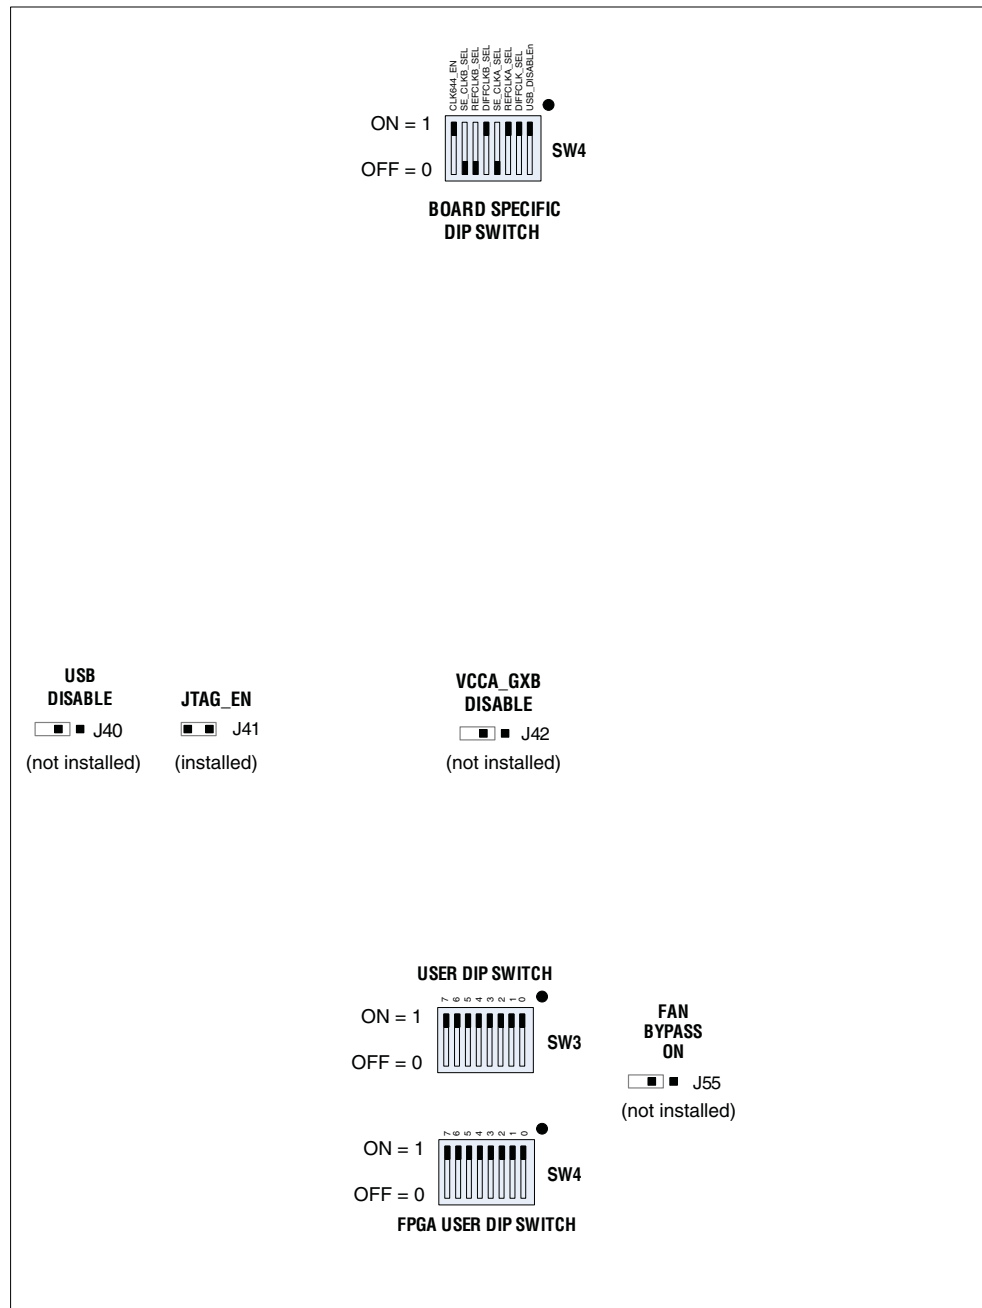 CLK644_EN
SE_CLKB_SEL
REFCLKB_SEL
DIFFCLKB_SEL
SE_CLKA_SEL
REFCLKA_SEL
DIFFCLK_SEL
USB_DISABLEn
ON = 1
OFF = 0
SW4
BOARD SPECIFIC
DIP SWITCH
USB
DISABLE
J40
(not installed)
JTAG_EN
J41
(installed)
VCCA_GXB
DISABLE
J42
(not installed)
USER DIP SWITCH
7 6 5 4 3 2 1 0
ON = 1
OFF = 0
SW3
FAN
BYPASS
ON
J55
(not installed)
7 6 5 4 3 2 1 0
ON = 1
OFF = 0
SW4
FPGA USER DIP SWITCH